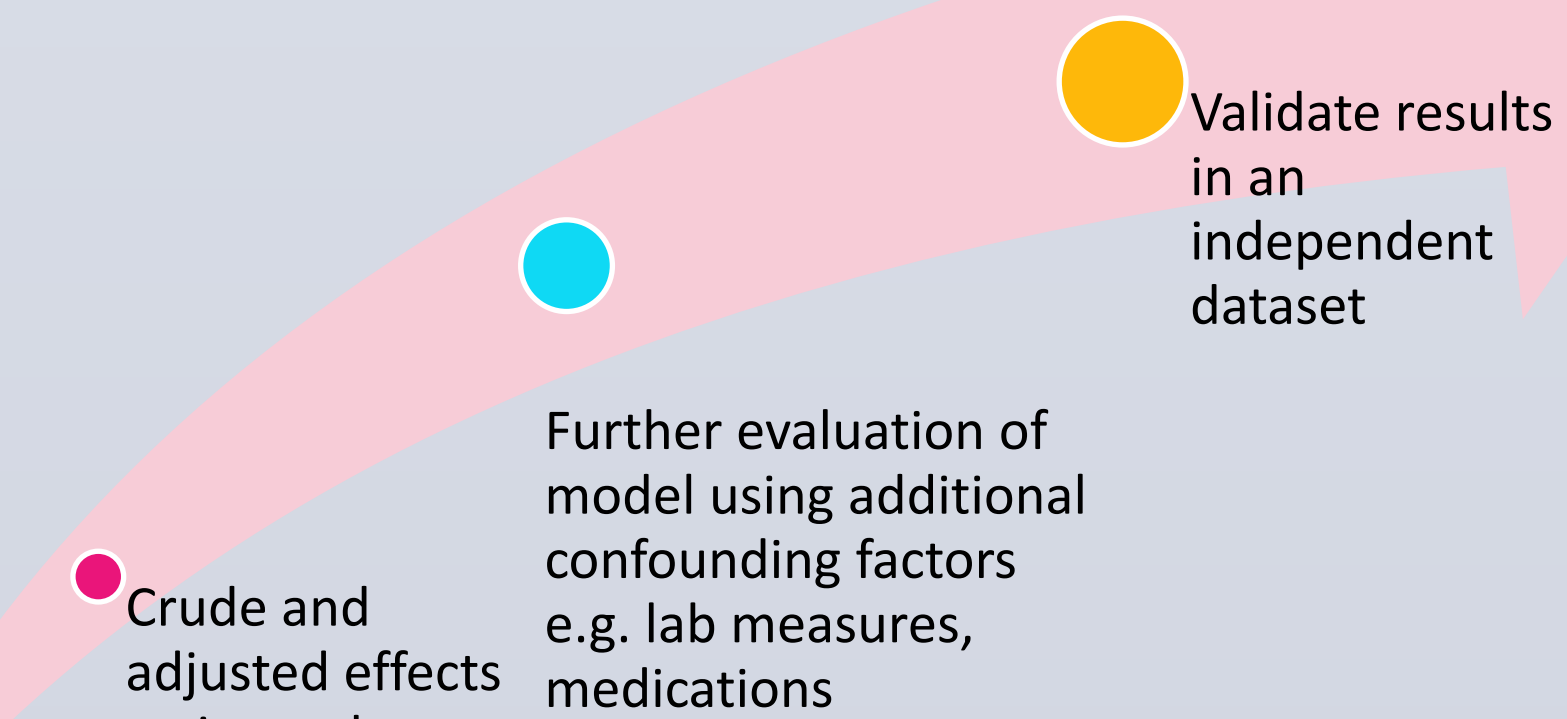 Crude and
adjusted effects
Further evaluation of
model using additional
confounding factors
e.g. lab measures,
medications
Validate results
in an
independent
dataset